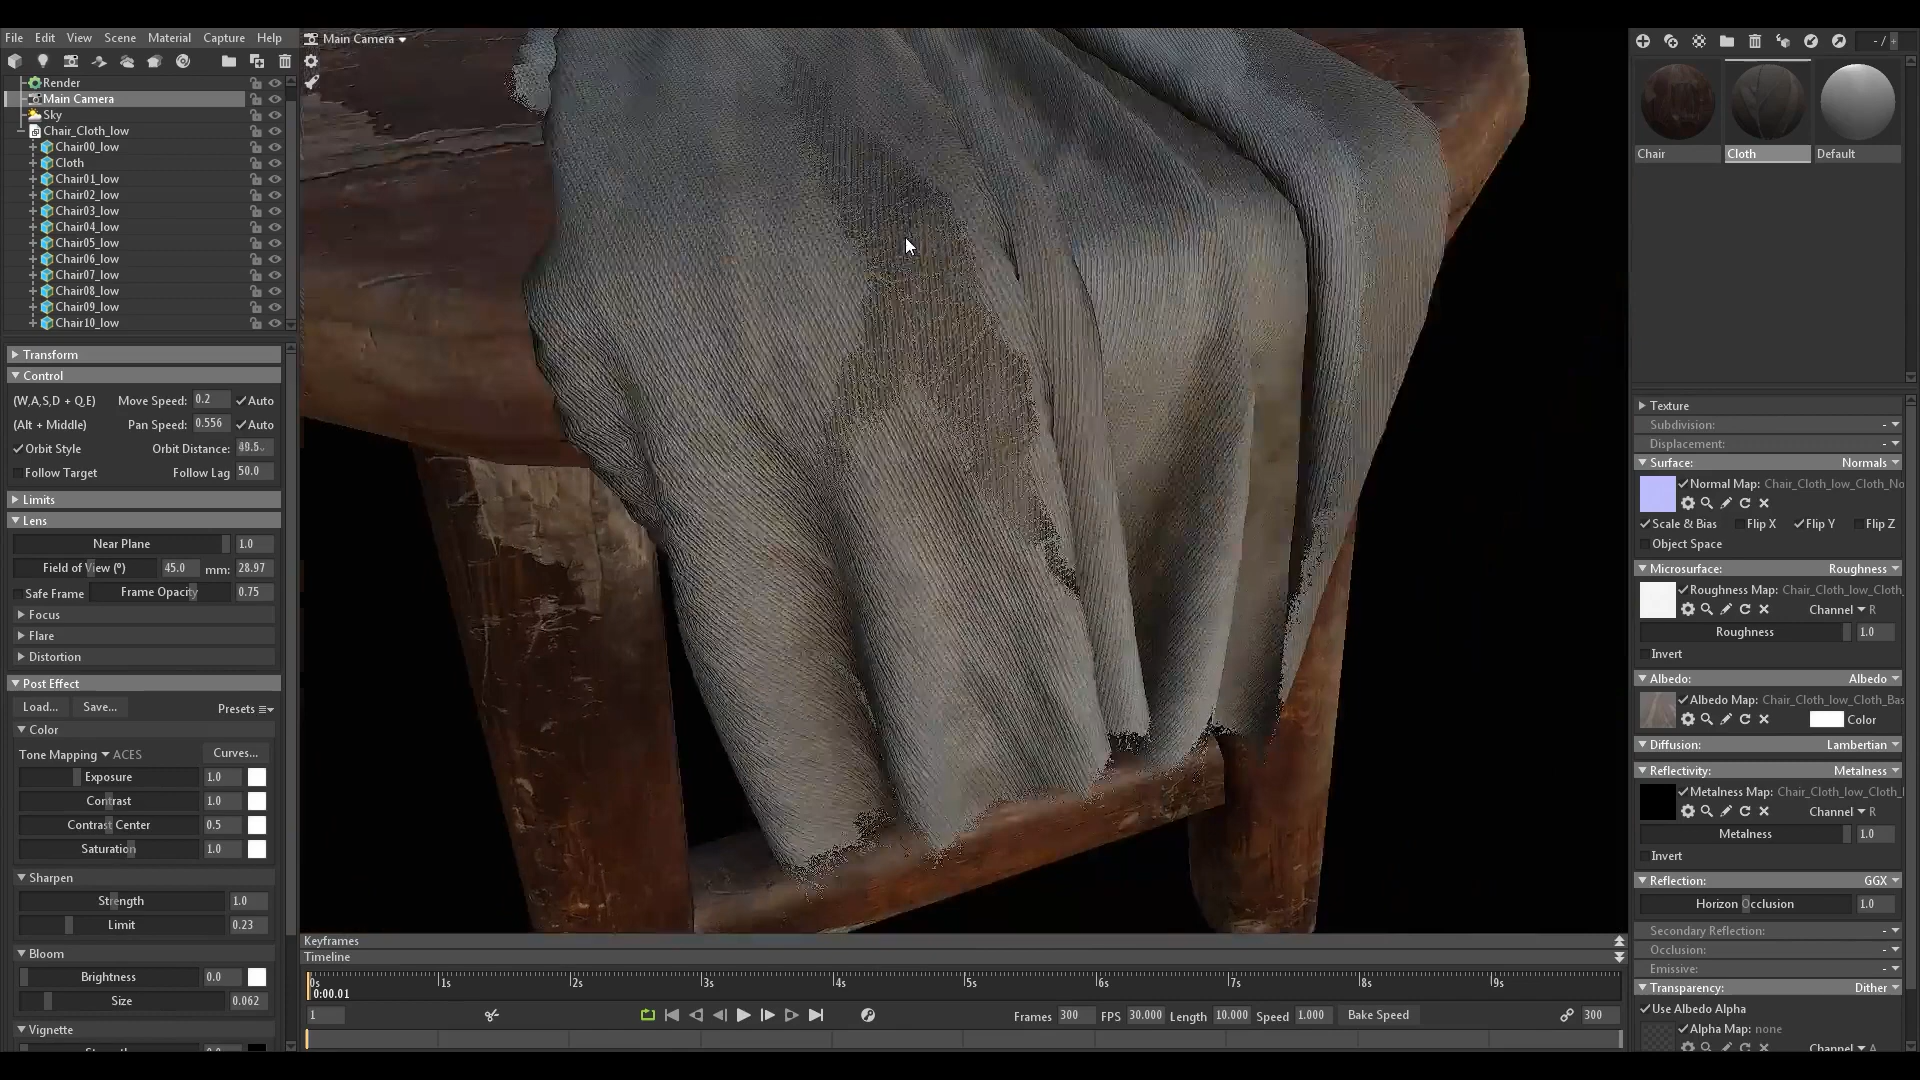 File Edit View Scene Material Capture Help
Render
Main Camera
Sky
Chair_Cloth_low
Chair00_low
Cloth
Chair01_low
Chair02_low
Chair03_low
Chair04_low
Chair05_low
Chair06_low
Chair07_low
Chair08_low
Chair09_low
Chair10_low
Transform
Control
(W,A,S,D + Q,E) Move Speed: 0.2 Auto
(Alt + Middle) Pan Speed: 0.556 Auto
Orbit Style Orbit Distance:
Follow Target Follow Lag 50.0
Limits
Lens
Near Plane 1.0
Field of View (º) 45.0 mm: 28.97
Safe Frame Frame Opacity 0.75
Focus
Flare
Distortion
Post Effect
Load... Save... Presets
Color
Tone Mapping ACES Curves...
Exposure 1.0
Contrast 1.0
Contrast Center 0.5
Saturation 1.0
Sharpen
Strength 1.0
Limit 0.23
Bloom
Brightness 0.0
Size 0.062
Vignette
Main Camera
Keyframes
Timeline
0s 1s 2s 3s 4s 5s 6s 7s 8s 9s
0:00.01
1 Frames 300 FPS 30.000 Length 10.000 Speed 1.000 Bake Speed 300
- /
Chair Cloth Default
Texture
Subdivision: -
Displacement: -
Surface: Normals
Normal Map: Chair_Cloth_low_Cloth_No
Scale & Bias Flip X Flip Y Flip Z
Object Space
Microsurface: Roughness
Roughness Map: Chair_Cloth_low_Cloth_
Channel R
Roughness 1.0
Invert
Albedo: Albedo
Albedo Map: Chair_Cloth_low_Cloth_Bas
Color
Diffusion: Lambertian
Reflectivity: Metalness
Metalness Map: Chair_Cloth_low_Cloth_
Channel R
Metalness 1.0
Invert
Reflection: GGX
Horizon Occlusion 1.0
Secondary Reflection: -
Occlusion: -
Emissive: -
Transparency: Dither
Use Albedo Alpha
Alpha Map: none
Channel A